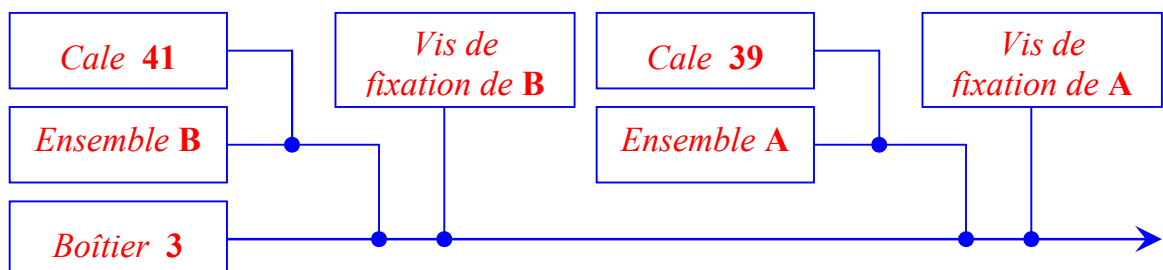 Cale 41
Vis de
fixation de B
Cale 39
Vis de
fixation de A
Ensemble B
Ensemble A
Boîtier 3